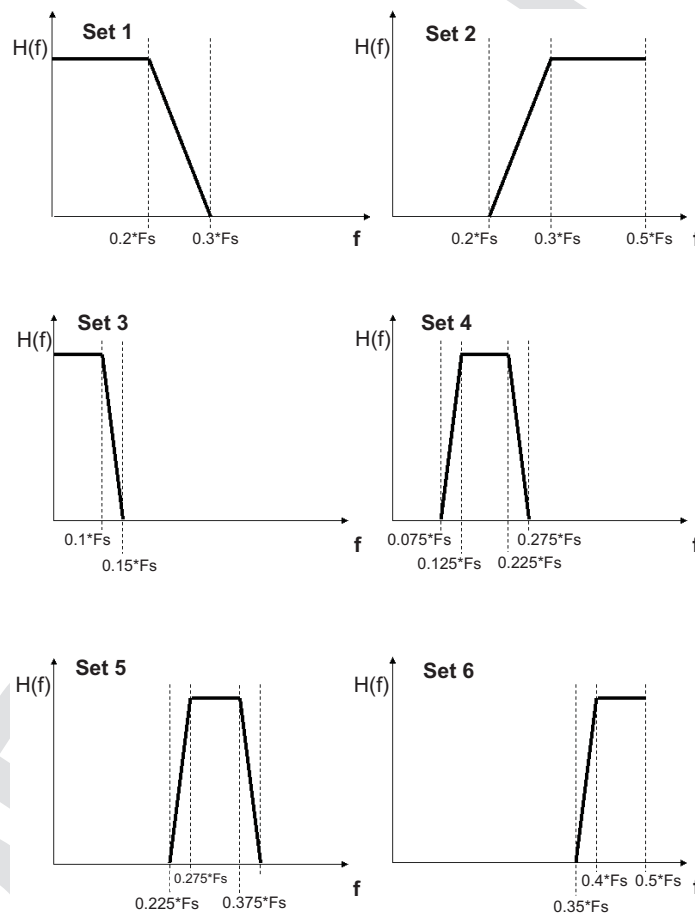 Set 1
H(f)
0.2*Fs 0.3*Fs
f
Set 2
H(f)
0.2*Fs 0.3*Fs 0.5*Fs
f
Set 3
H(f)
0.1*Fs
0.15*Fs
f
Set 4
H(f)
0.075*Fs 0.275*Fs
0.125*Fs 0.225*Fs
f
Set 5
H(f)
0.275*Fs
0.225*Fs 0.375*Fs
f
Set 6
H(f)
0.4*Fs 0.5*Fs
0.35*Fs
f